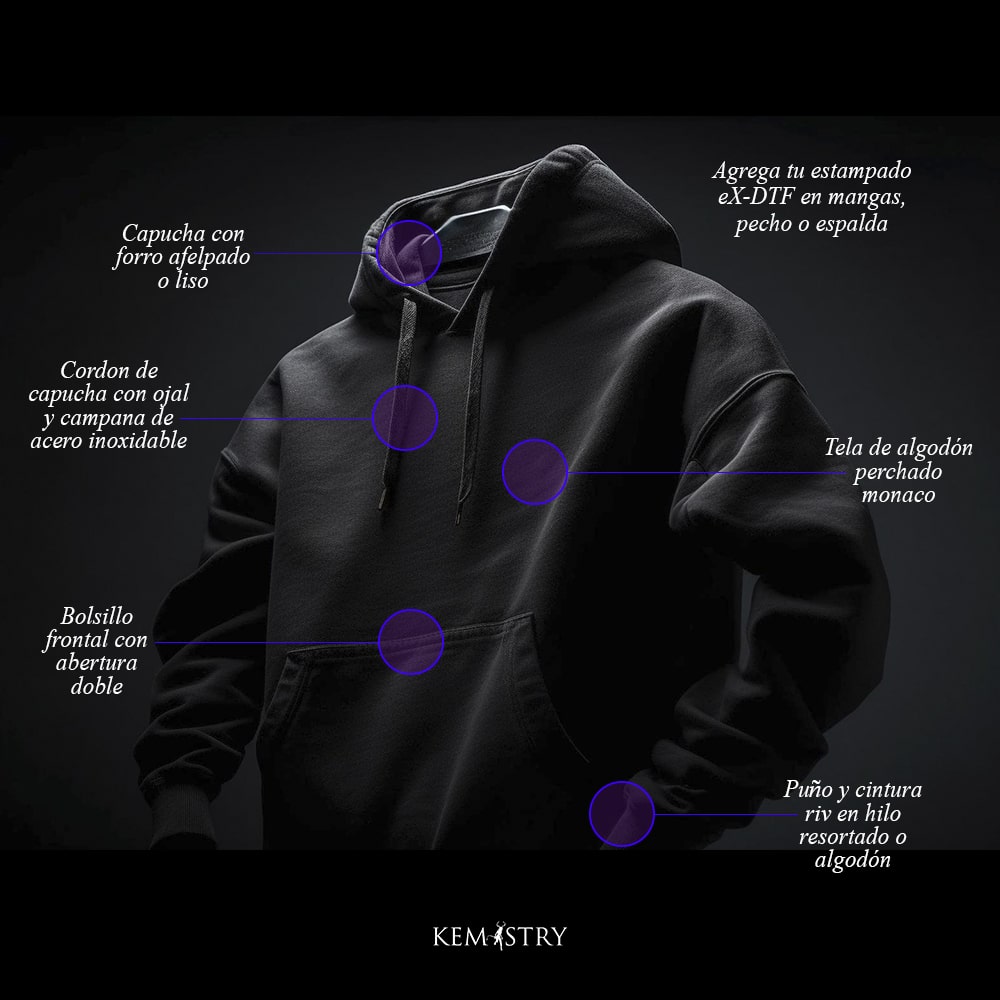 Agrega tu estampado
eX-DTF en mangas,
pecho o espalda
Capucha con
forro afelpado
o liso
Cordon de
capucha con ojal
y campana de
acero inoxidable
Tela de algodón
perchado
monaco
Bolsillo
frontal con
abertura
doble
Puño y cintura
riv en hilo
resortado o
algodón
KEMISTRY